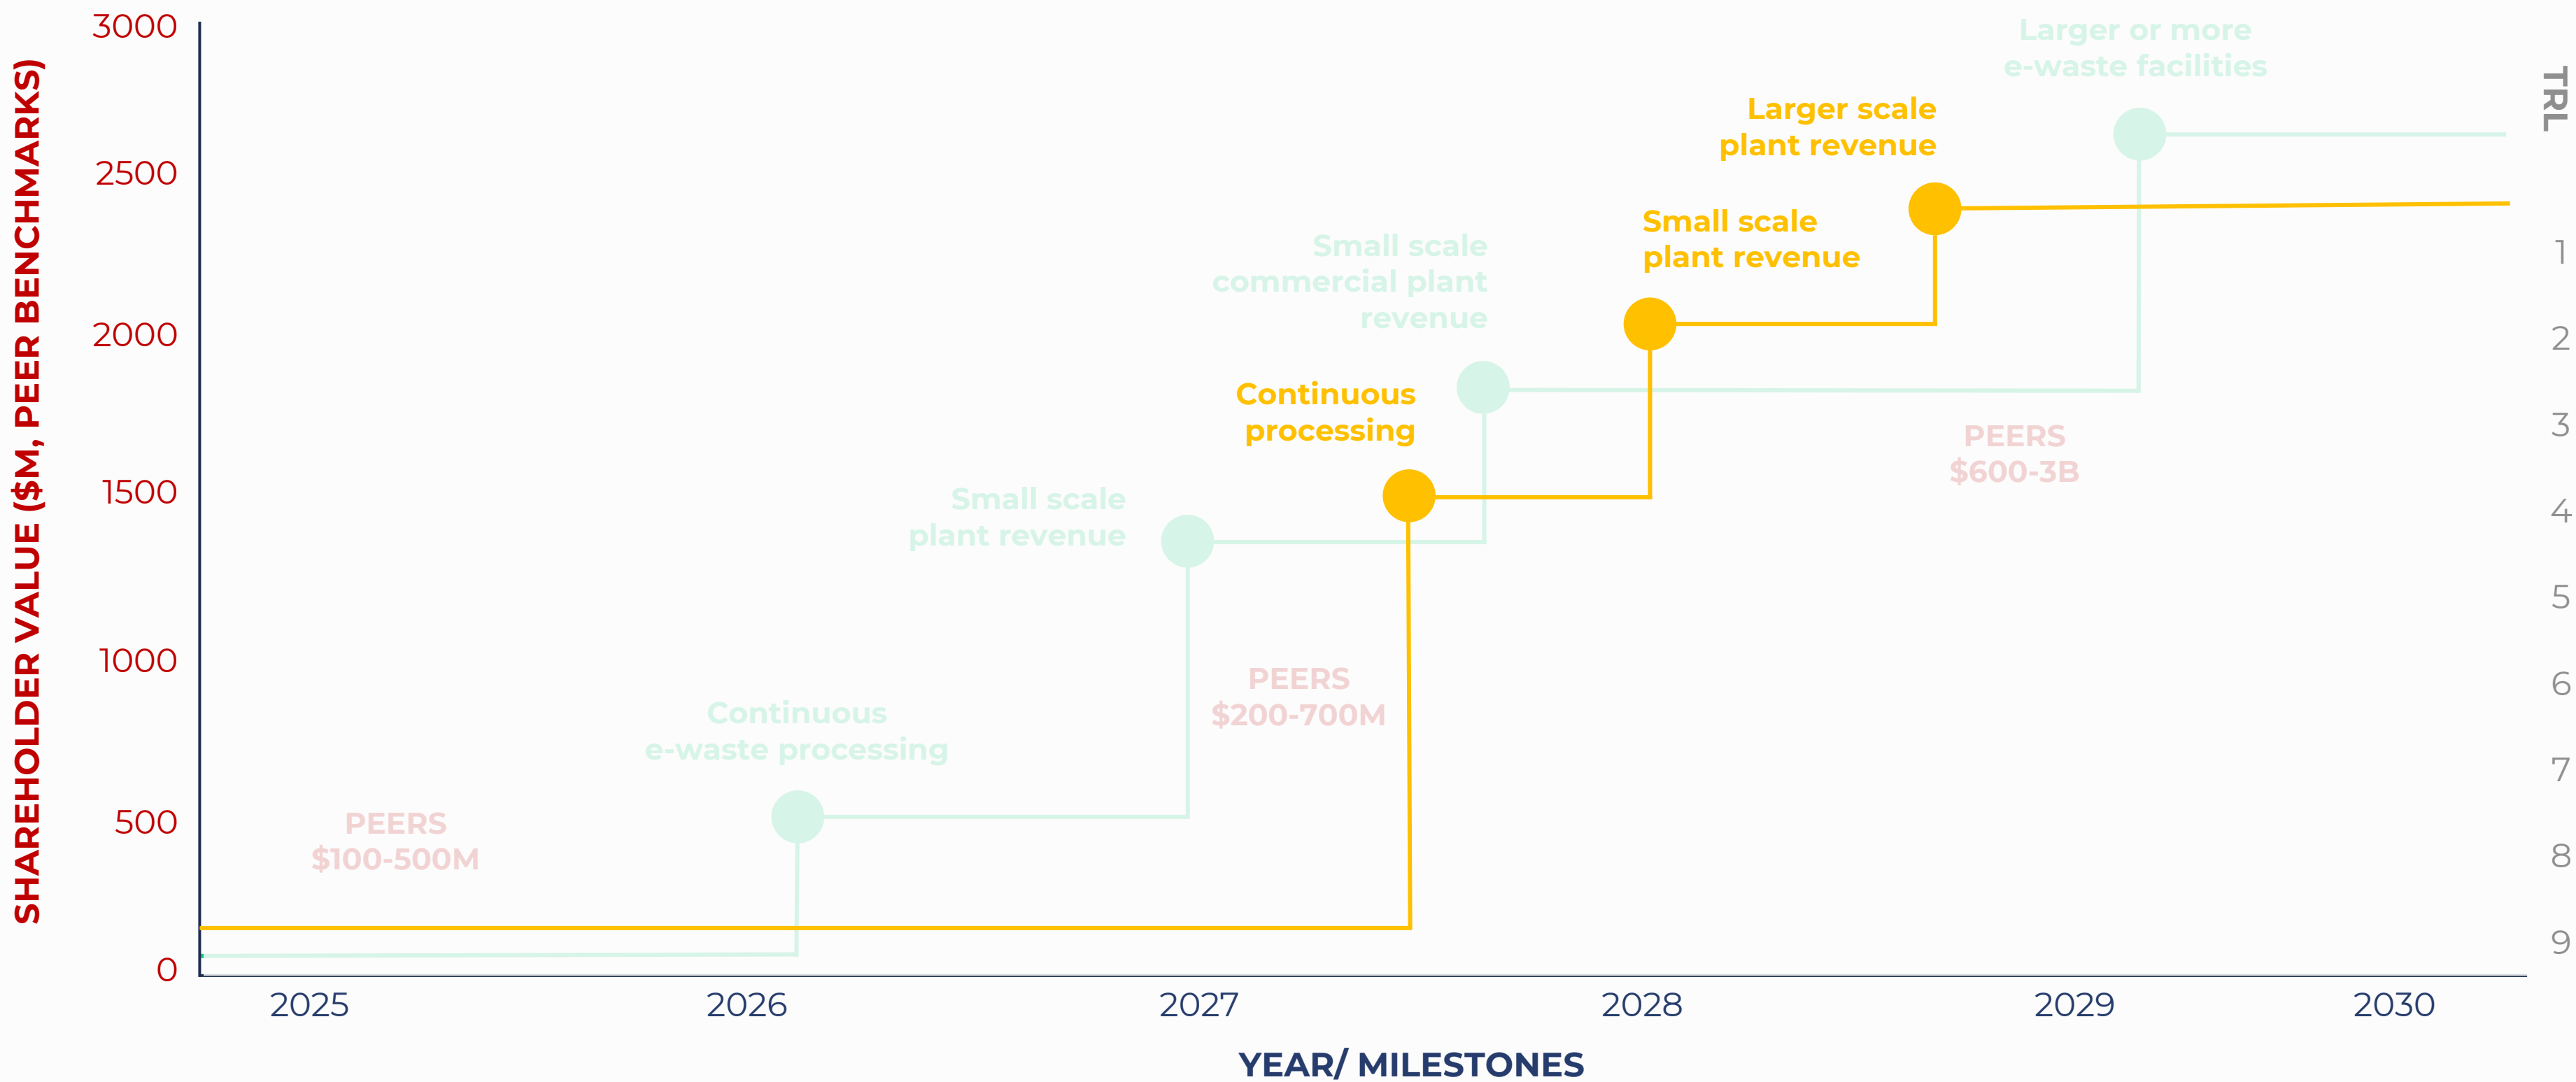 SHAREHOLDER VALUE ($M, PEER BENCHMARKS)
3000
2500
2000
1500
1000
500
0
Larger or more
e-waste facilities
Larger scale
plant revenue
Small scale
plant revenue
Small scale
commercial plant
revenue
Continuous
processing
PEERS
$600-3B
Small scale
plant revenue
PEERS
$200-700M
Continuous
e-waste processing
PEERS
$100-500M
TRL
1
2
3
4
5
6
7
8
9
2025
2026
2027
2028
2029
2030
YEAR/ MILESTONES